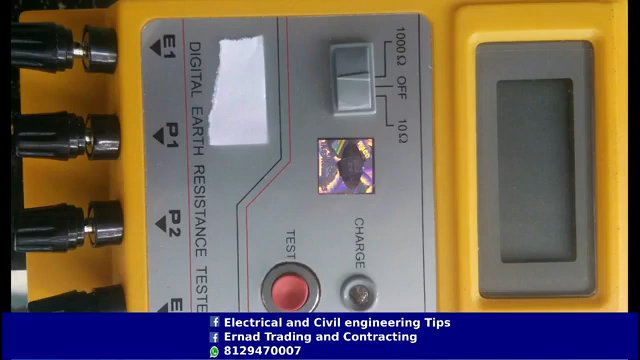 1000Ω OFF 10Ω
CHARGE
TEST
DIGITAL EARTH RESISTANCE TESTE
E1 P1 P2 E
Electrical and Civil engineering Tips
Ernad Trading and Contracting
8129470007